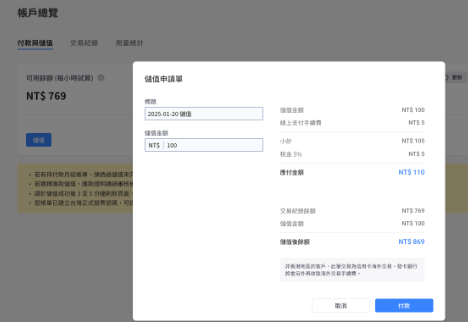 帳戶總覽
付款與儲值 交易紀錄 用量統計
可用餘額 (每小時試算)
更新
NT$ 769
儲值
儲值申請單
標題
2025-01-20 儲值
儲值金額
NT$ 100
儲值金額 NT$ 100
線上支付手續費 NT$ 5
小計 NT$ 105
稅金 5% NT$ 5
應付金額 NT$ 110
交易紀錄餘額 NT$ 769
儲值金額 NT$ 100
儲值後餘額 NT$ 869
非香港地區的客戶，此筆交易為信用卡海外交易，發卡銀行
將會另外再收取海外交易手續費。
取消 付款